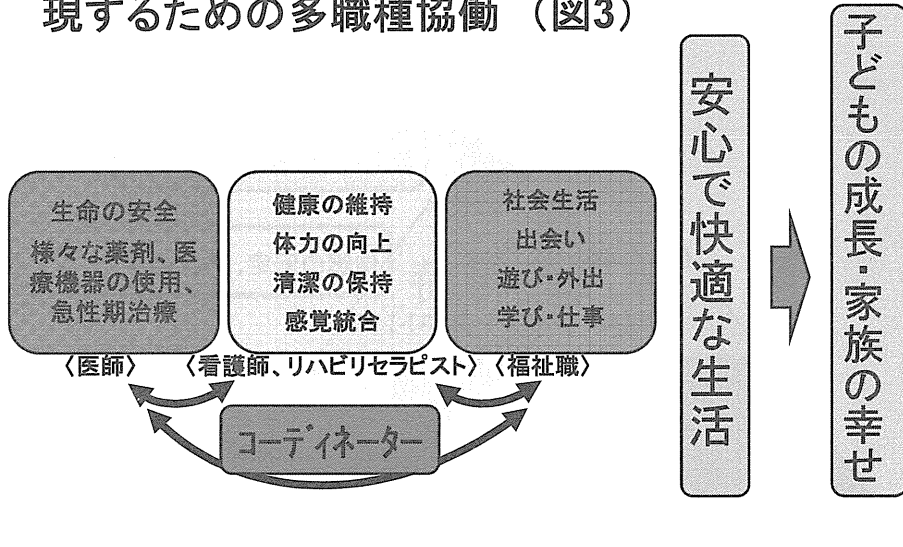 現するための多職種協働 （図3）
生命の安全
様々な薬剤、医
療機器の使用、
急性期治療
健康の維持
体力の向上
清潔の保持
感覚統合
社会生活
出会い
遊び・外出
学び・仕事
〈医師〉
〈看護師、リハビリセラピスト〉
〈福祉職〉
コーディネーター
安心で快適な生活
子どもの成長・家族の幸せ